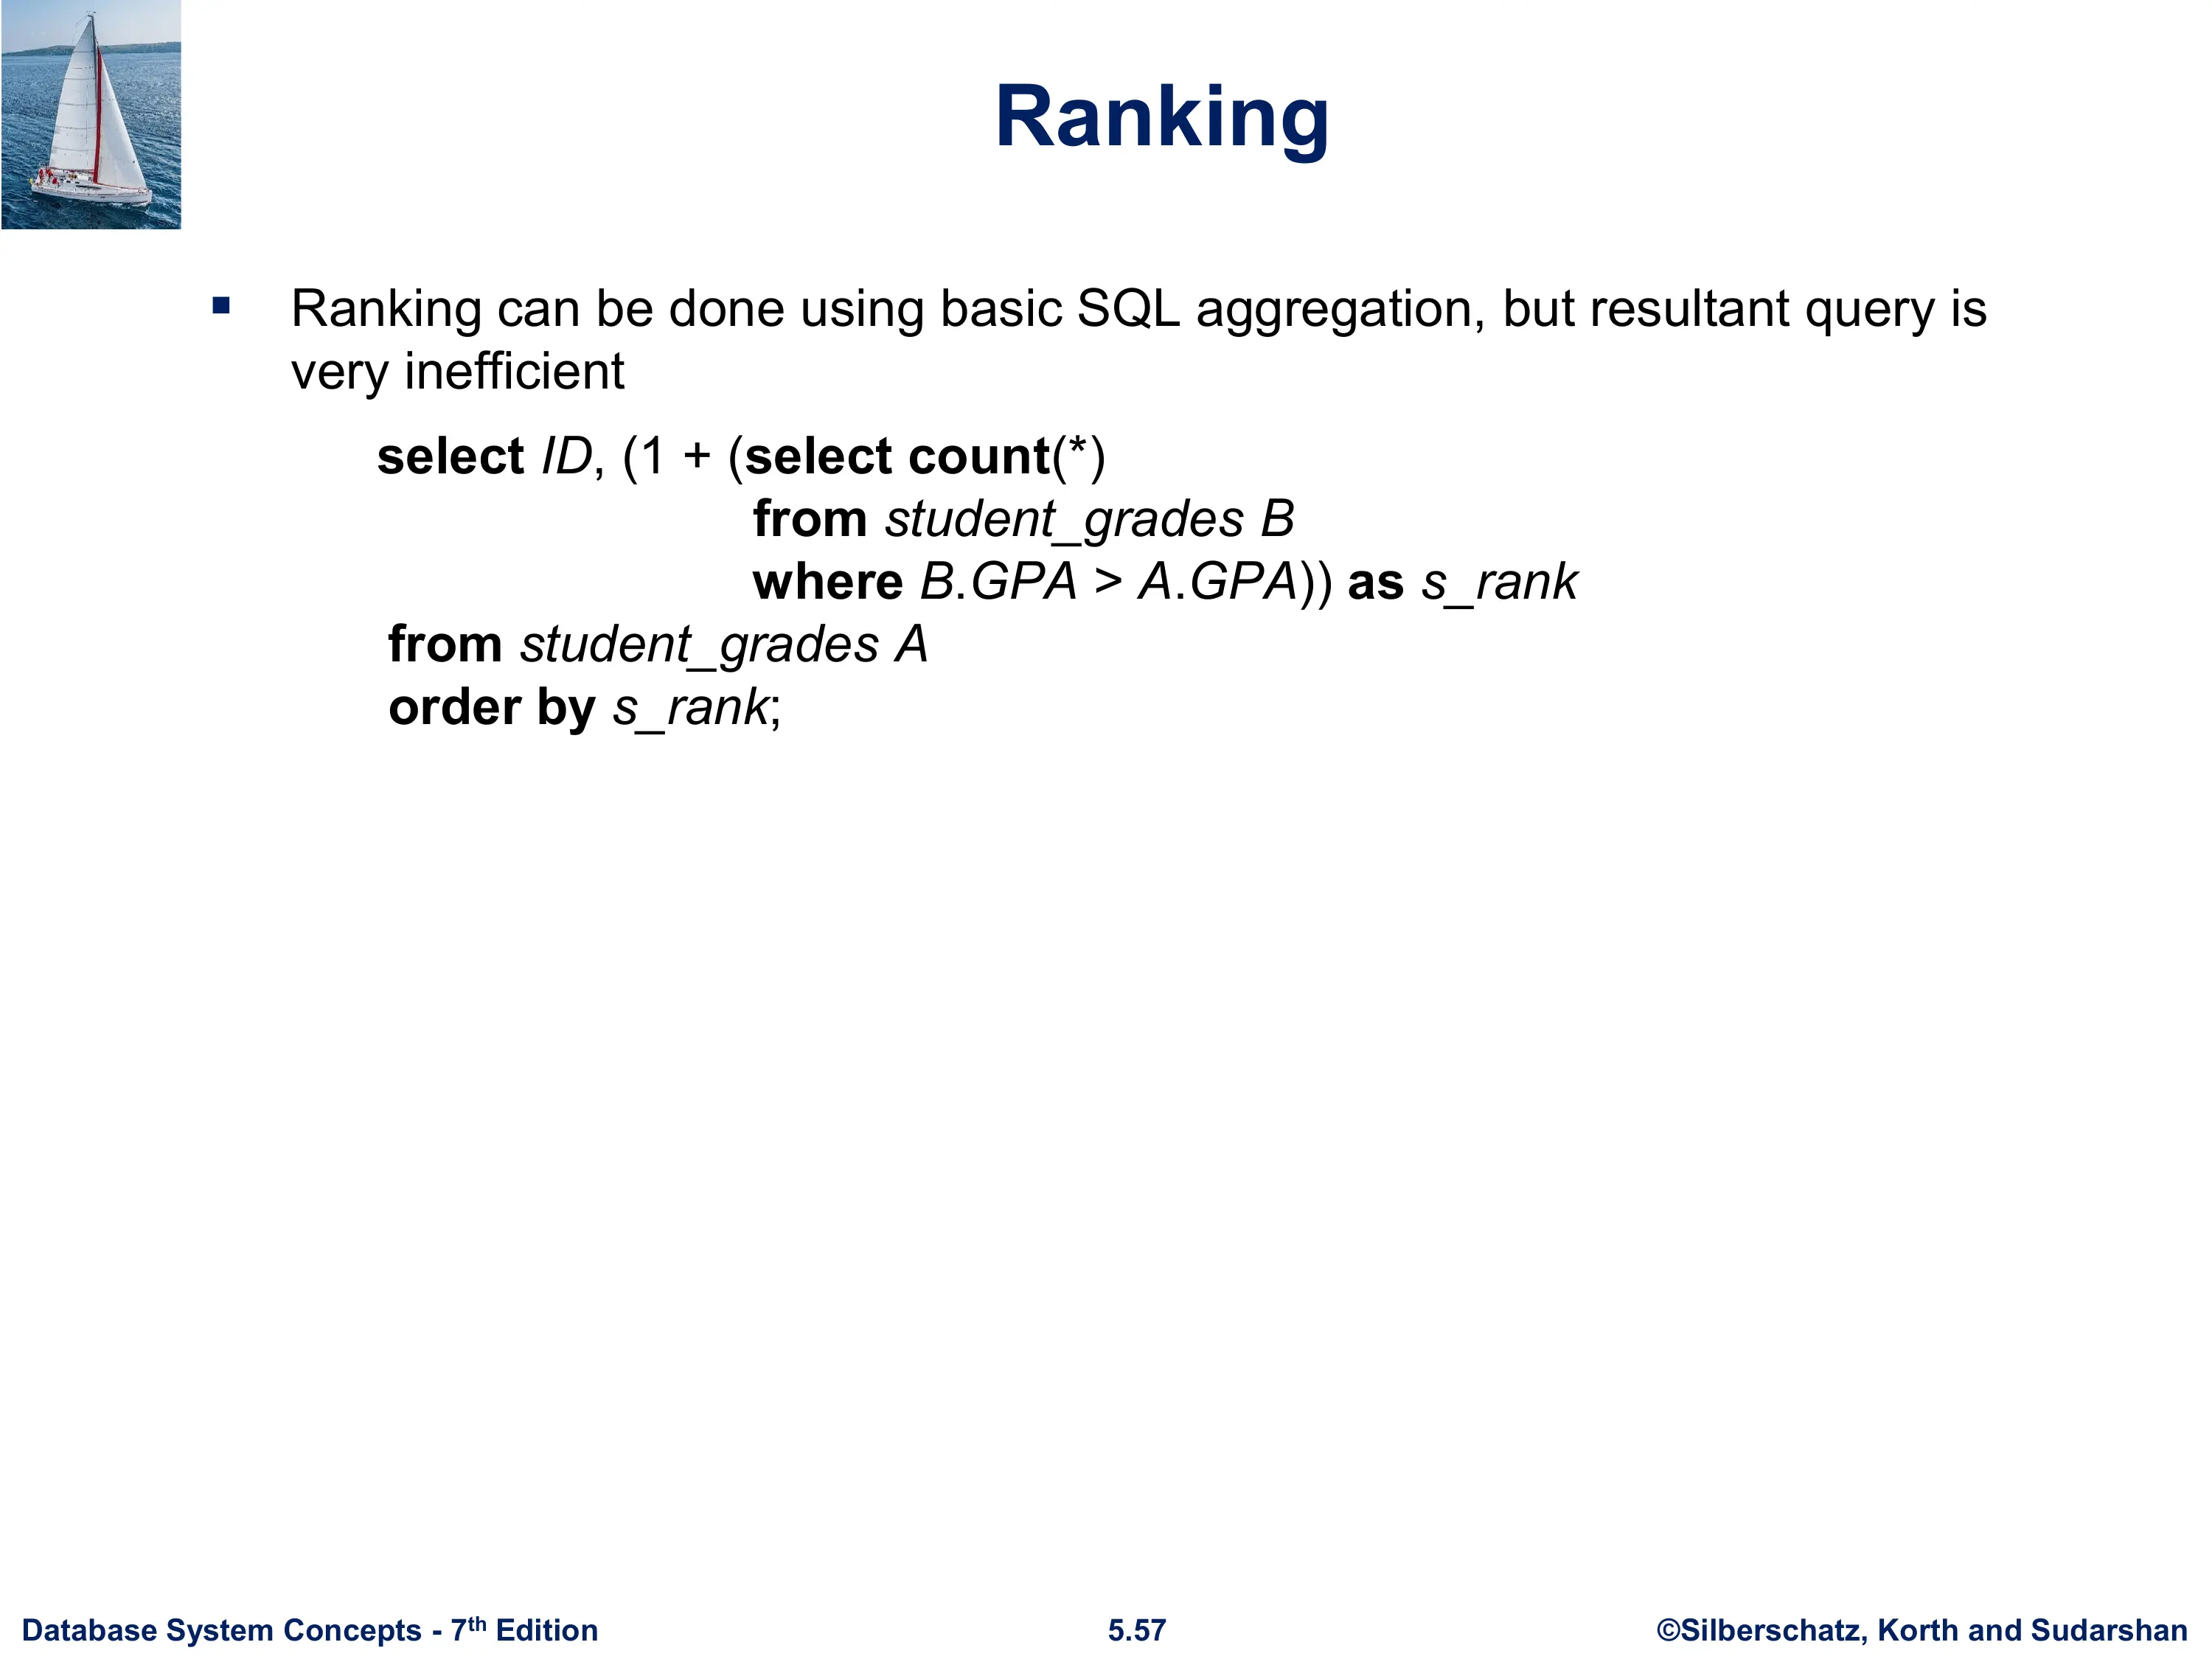 Ranking
▪ Ranking can be done using basic SQL aggregation, but resultant query is
very inefficient
select ID, (1 + (select count(*)
from student_grades B
where B.GPA > A.GPA)) as s_rank
from student_grades A
order by s_rank;
Database System Concepts - 7th Edition
5.57
©Silberschatz, Korth and Sudarshan